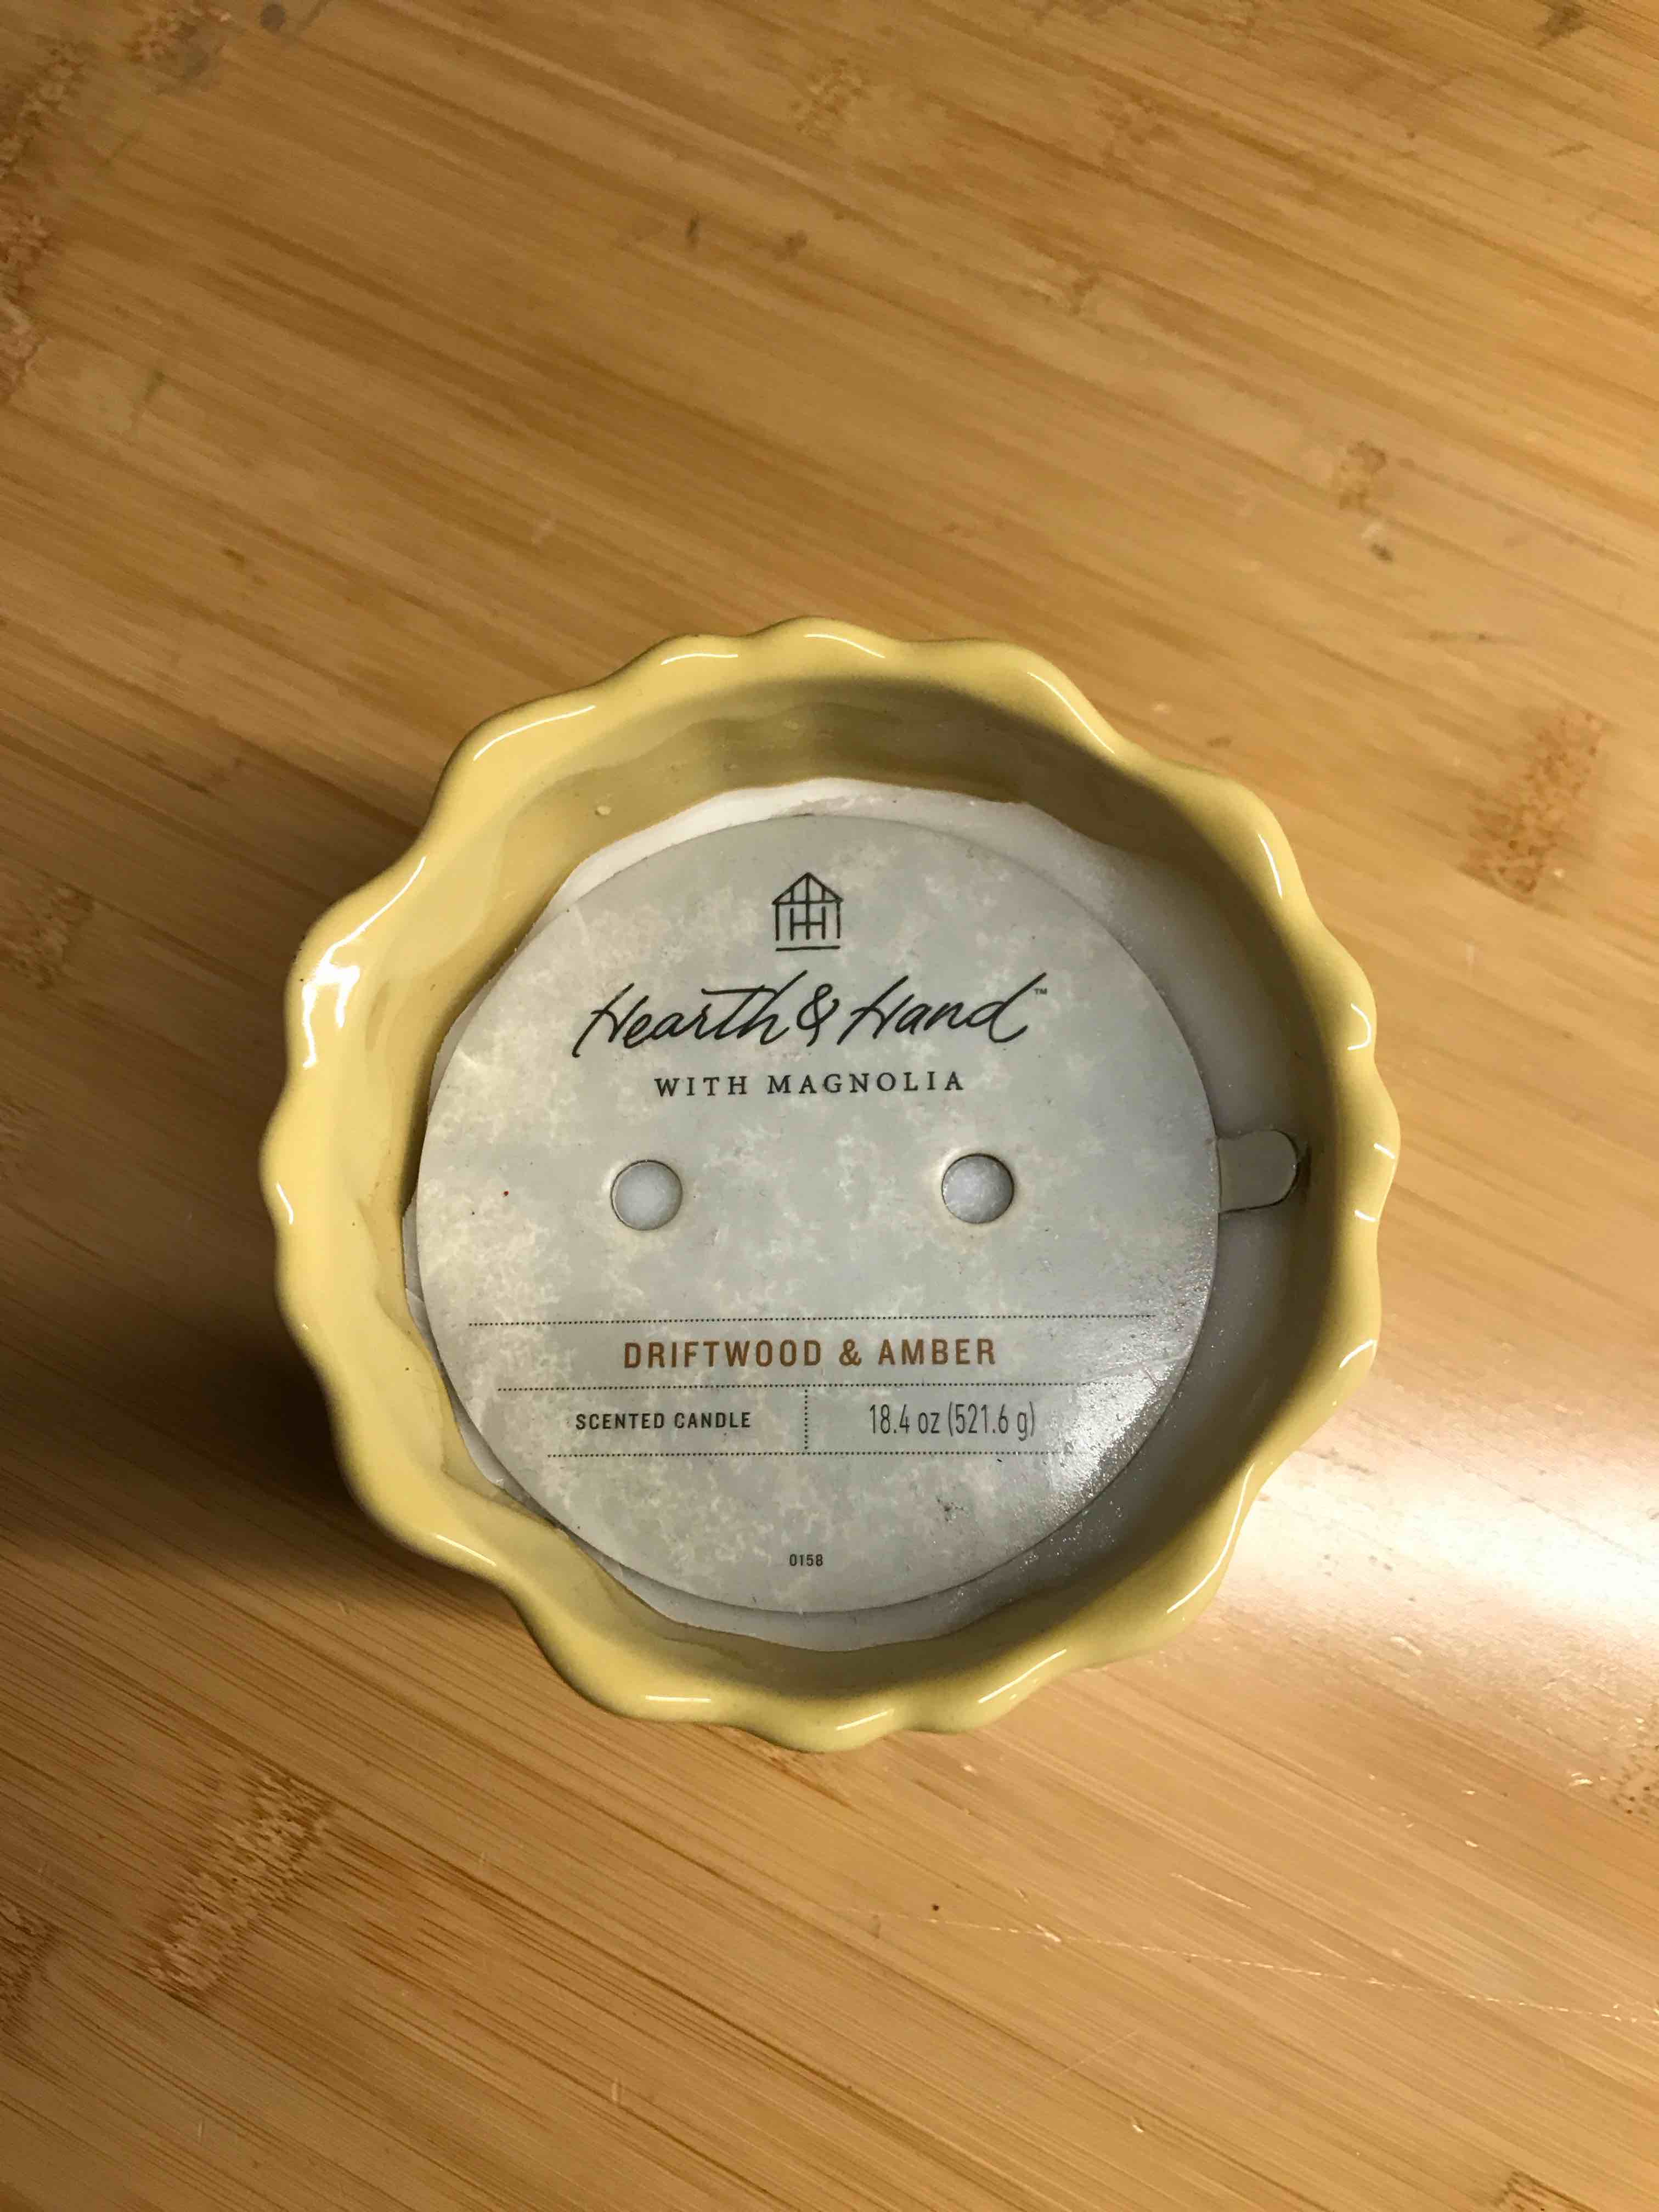 Hearth & Hand™
WITH MAGNOLIA
DRIFTWOOD & AMBER
SCENTED CANDLE
18.4 oz (521.6 g)
0158